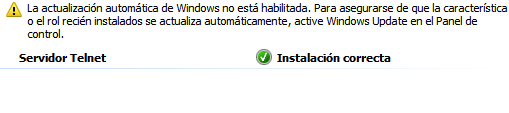 La actualización automática de Windows no está habilitada. Para asegurarse de que la característica
o el rol recién instalados se actualiza automáticamente, active Windows Update en el Panel de
control.
Servidor Telnet
Instalación correcta